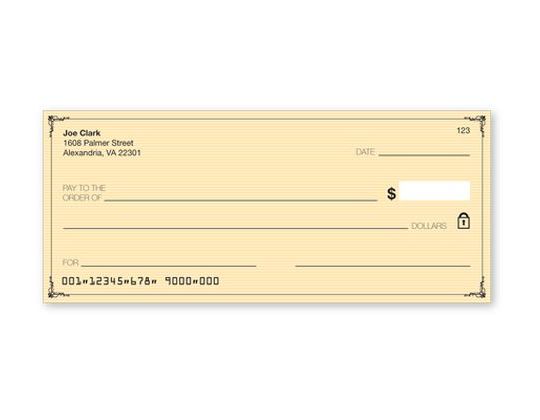 Joe Clark
1608 Palmer Street
Alexandria, VA 22301
123
DATE
PAY TO THE
ORDER OF
$
DOLLARS
FOR
001⑈12345⑈678⑈ 9000⑈000